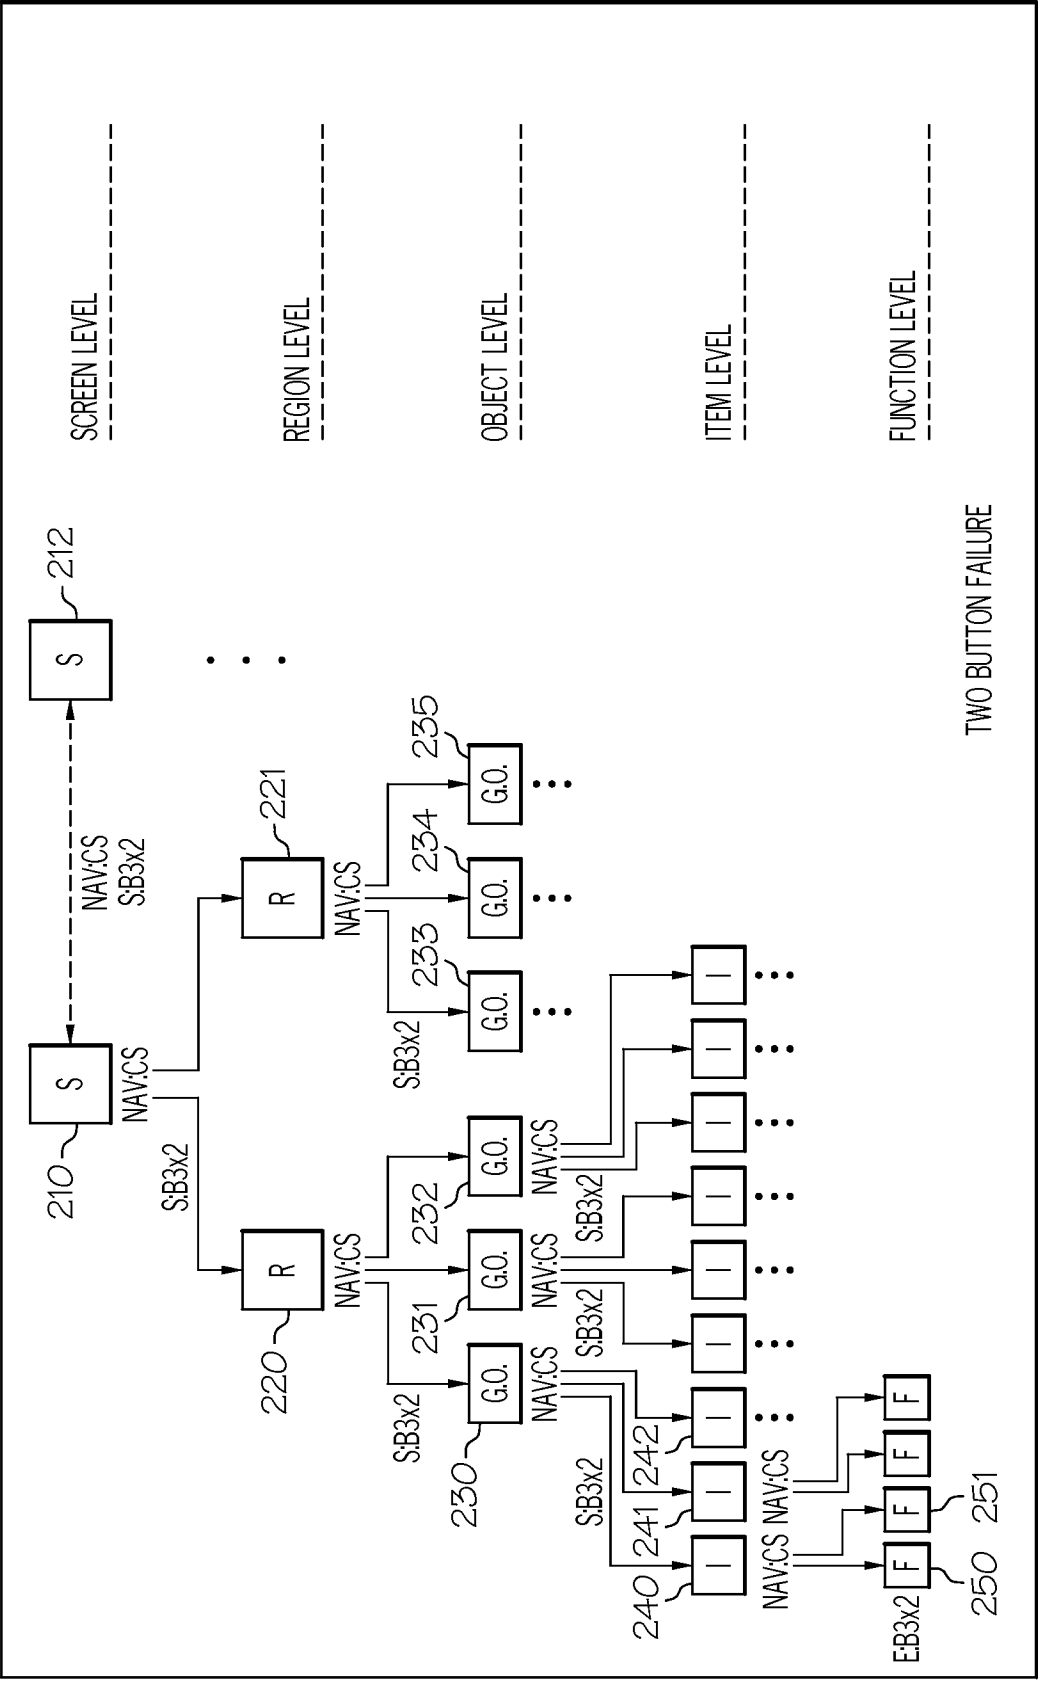 S
S
210
212
NAV:CS
S:B3x2
SCREEN LEVEL
NAV:CS
S:B3x2
R
R
220
221
REGION LEVEL
NAV:CS
NAV:CS
S:B3x2
S:B3x2
230
231
232
233
234
235
G.O.
G.O.
G.O.
G.O.
G.O.
G.O.
OBJECT LEVEL
NAV:CS
NAV:CS
NAV:CS
S:B3x2
S:B3x2
S:B3x2
240
241
242
I
I
I
I
I
I
I
I
I
ITEM LEVEL
NAV:CS
NAV:CS
E:B3x2
F
F
F
F
FUNCTION LEVEL
250
251
TWO BUTTON FAILURE